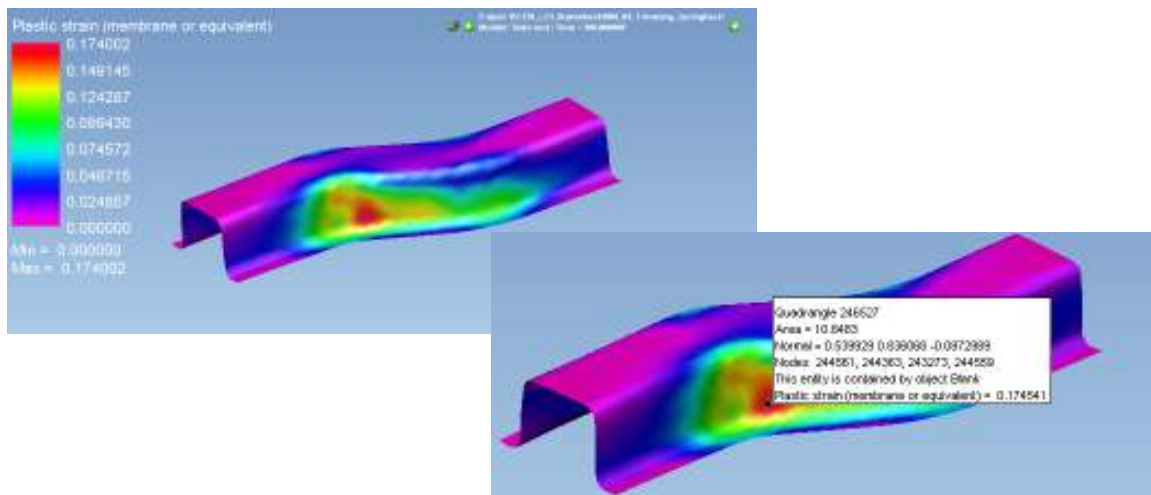 Plastic strain (membrane or equivalent)
0.174002
0.149145
0.124287
0.099430
0.074572
0.049715
0.024857
0.000000
Min = 0.000000
Max = 0.174002
Quadrangle 246527
Area = 10.8483
Normal = 0.539929 0.836068 -0.0972989
Nodes: 244561, 244363, 243273, 244559
This entity is contained by object Blank
Plastic strain (membrane or equivalent) = 0.174541